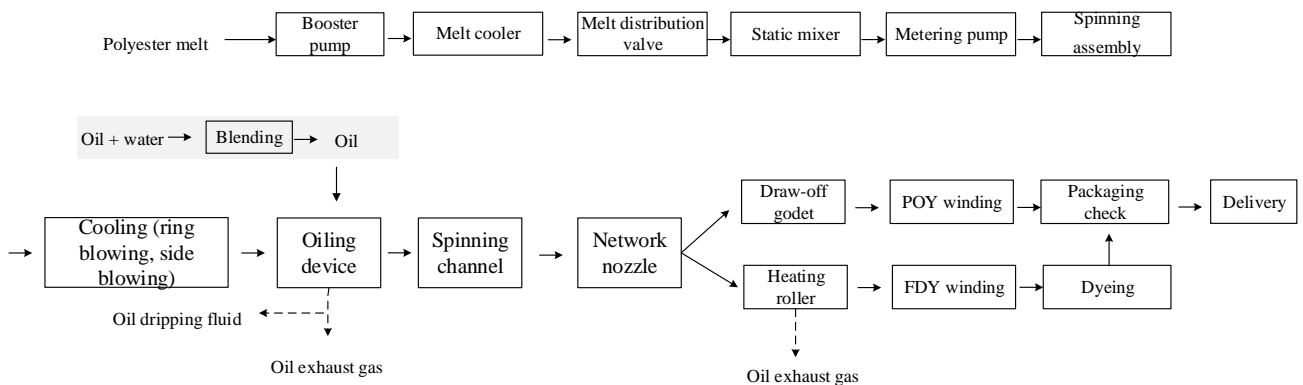 Polyester melt
Booster
pump
Melt cooler
Melt distribution
valve
Static mixer
Metering pump
Spinning
assembly
Oil + water
Blending
Oil
Cooling (ring
blowing, side
blowing)
Oiling
device
Spinning
channel
Network
nozzle
Draw-off
godet
POY winding
Packaging
check
Delivery
Heating
roller
FDY winding
Dyeing
Oil dripping fluid
Oil exhaust gas
Oil exhaust gas